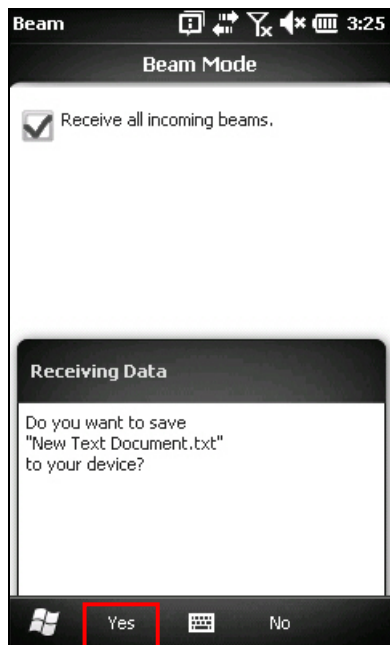 Beam 3:25
Beam Mode
Receive all incoming beams.
Receiving Data
Do you want to save
"New Text Document.txt"
to your device?
Yes No